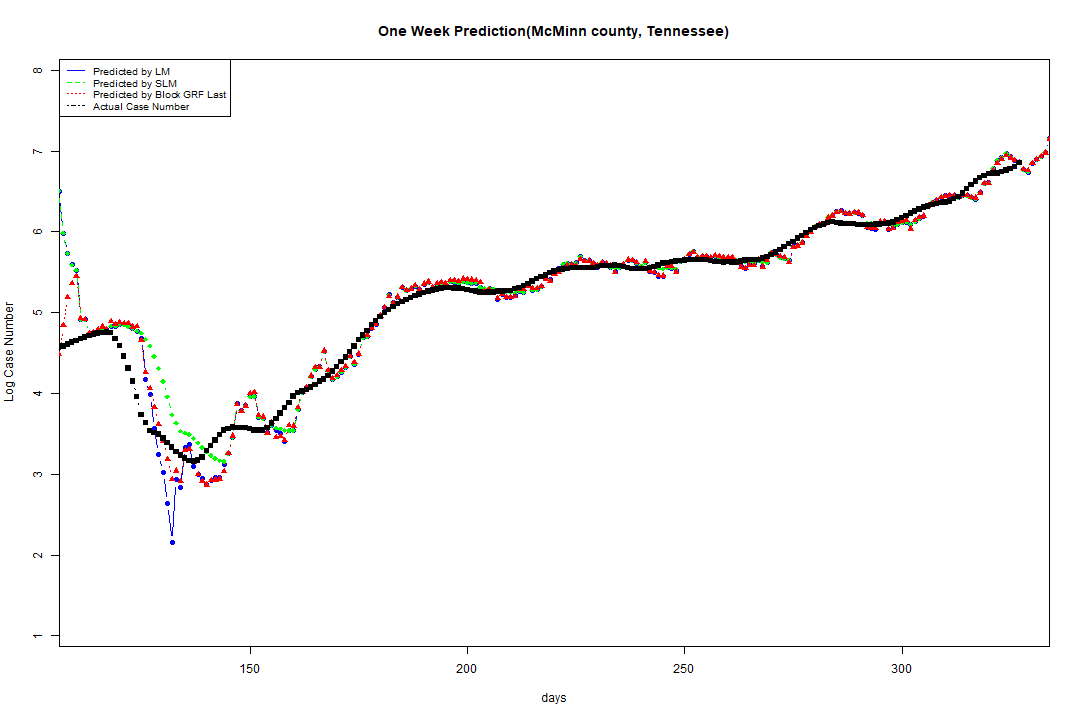 One Week Prediction(McMinn county, Tennessee)
Predicted by LM
Predicted by SLM
Predicted by Block GRF Last
Actual Case Number
8
7
6
5
4
3
2
1
Log Case Number
150 200 250 300
days